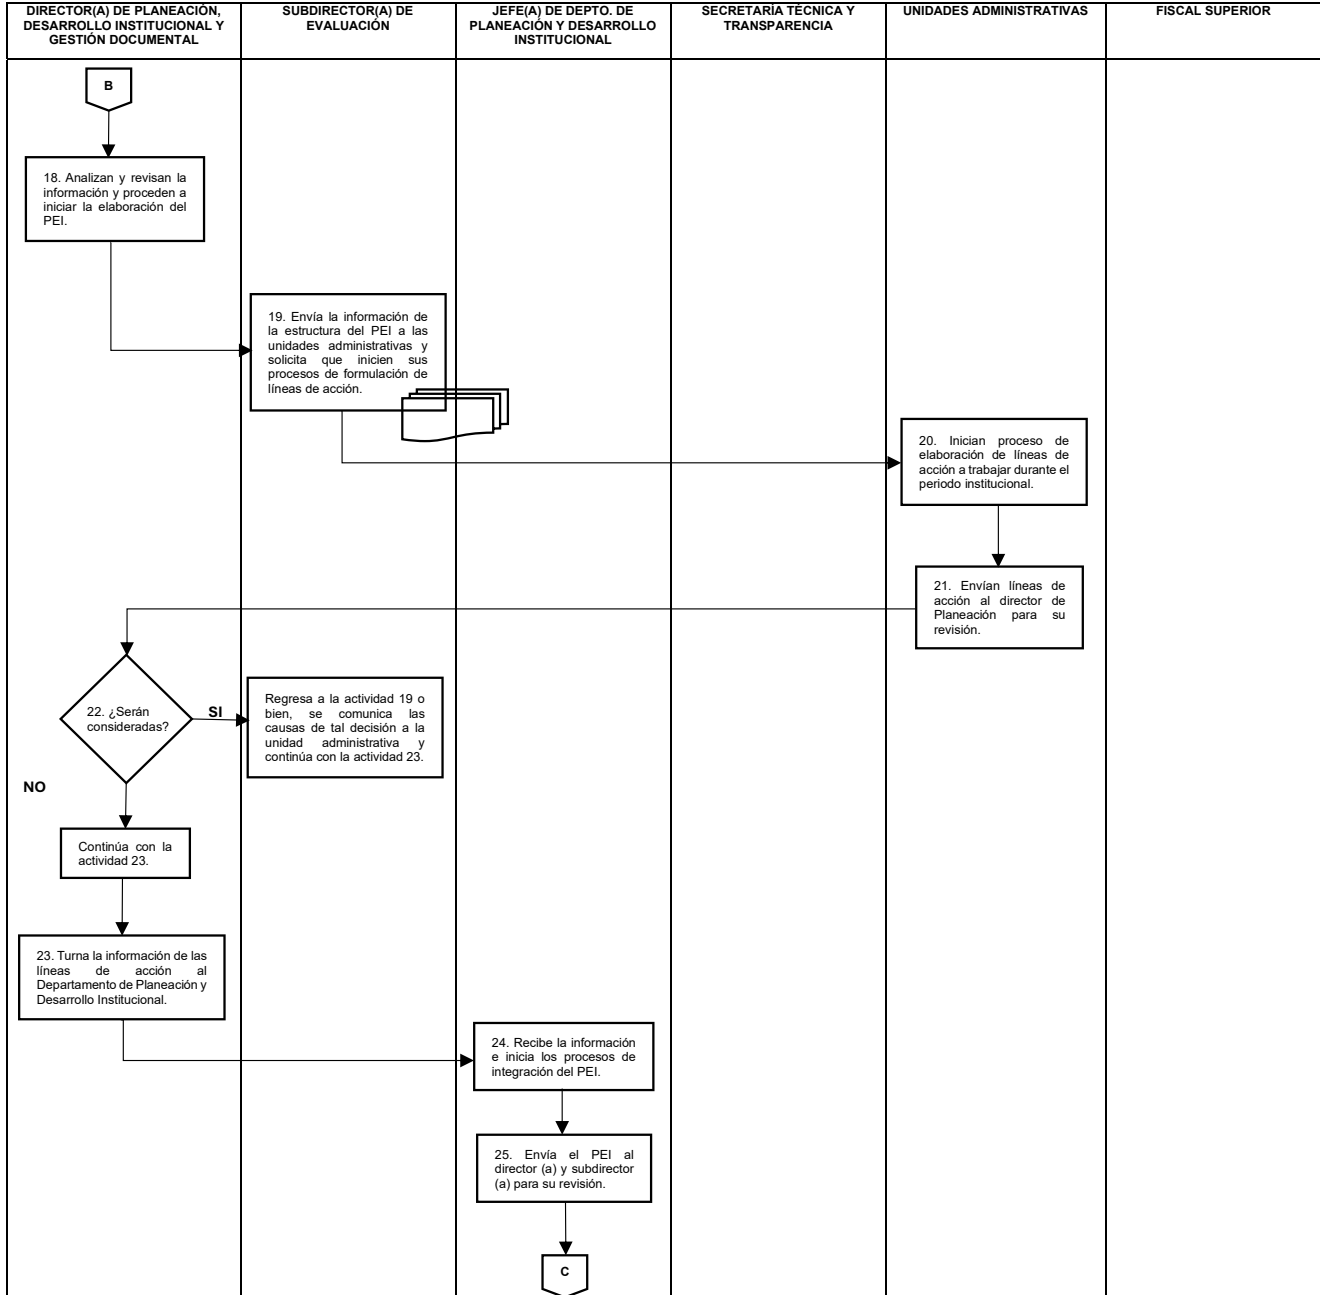 DIRECTOR(A) DE PLANEACIÓN,
DESARROLLO INSTITUCIONAL Y
GESTIÓN DOCUMENTAL
SUBDIRECTOR(A) DE
EVALUACIÓN
JEFE(A) DE DEPTO. DE
PLANEACIÓN Y DESARROLLO
INSTITUCIONAL
SECRETARÍA TÉCNICA Y
TRANSPARENCIA
UNIDADES ADMINISTRATIVAS
FISCAL SUPERIOR
B
18. Analizan y revisan la
información y proceden a
iniciar la elaboración del
PEI.
19. Envía la información de
la estructura del PEI a las
unidades administrativas y
solicita que inicien sus
procesos de formulación de
líneas de acción.
20. Inician proceso de
elaboración de líneas de
acción a trabajar durante el
periodo institucional.
21. Envían líneas de
acción al director de
Planeación para su
revisión.
22. ¿Serán
consideradas?
SI
Regresa a la actividad 19 o
bien, se comunica las
causas de tal decisión a la
unidad administrativa y
continúa con la actividad 23.
NO
Continúa con la
actividad 23.
23. Turna la información de las
líneas de acción al
Departamento de Planeación y
Desarrollo Institucional.
24. Recibe la información
e inicia los procesos de
integración del PEI.
25. Envía el PEI al
director (a) y subdirector
(a) para su revisión.
C